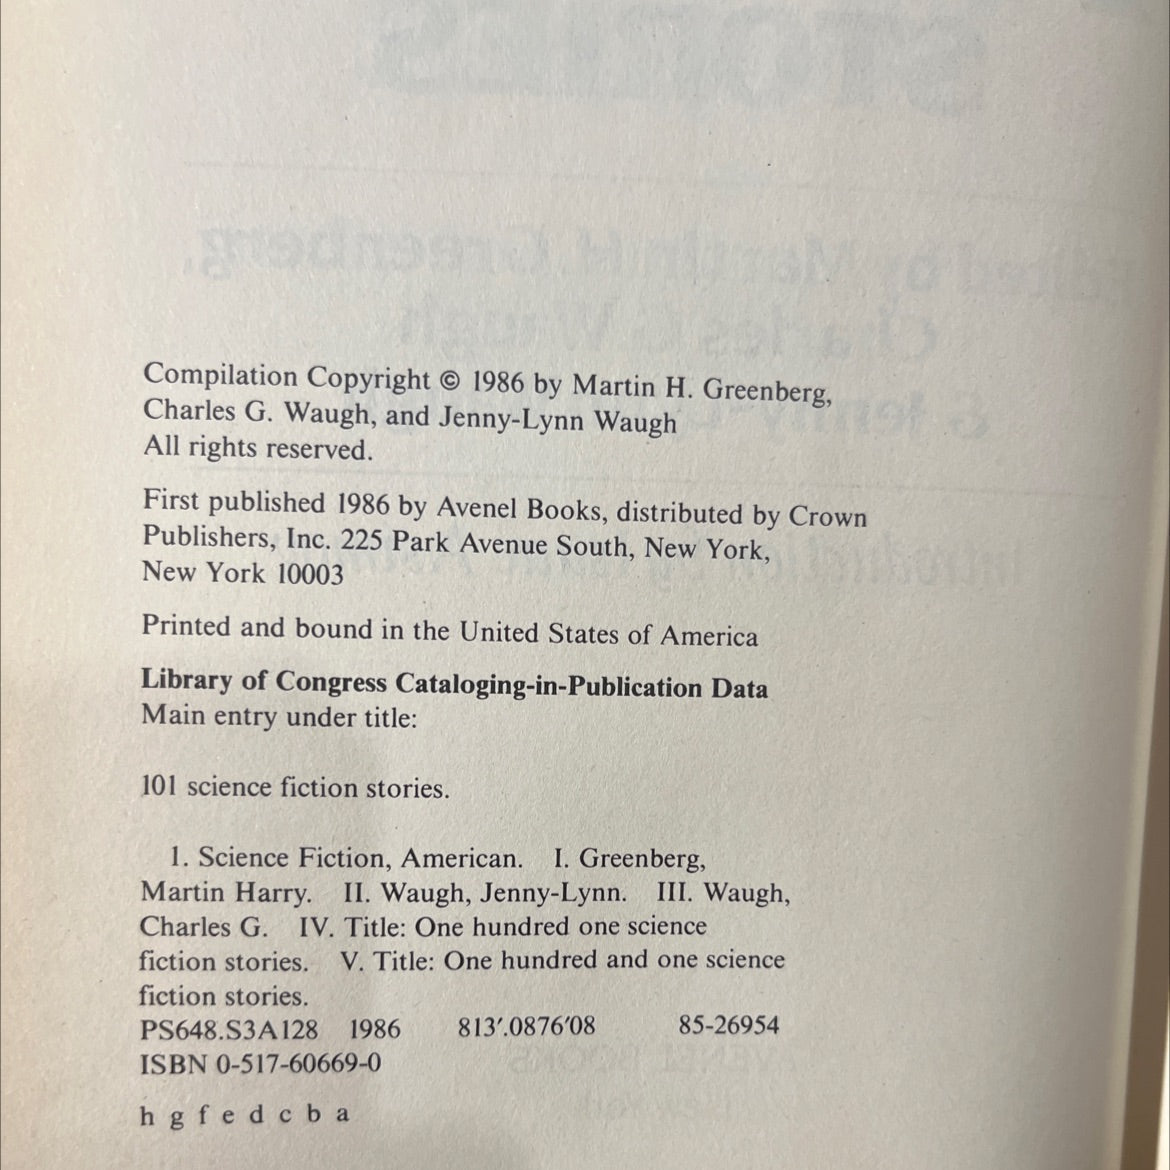 Compilation Copyright © 1986 by Martin H. Greenberg,
Charles G. Waugh, and Jenny-Lynn Waugh
All rights reserved.
First published 1986 by Avenel Books, distributed by Crown
Publishers, Inc. 225 Park Avenue South, New York,
New York 10003
Printed and bound in the United States of America
Library of Congress Cataloging-in-Publication Data
Main entry under title:
101 science fiction stories.
1. Science Fiction, American. I. Greenberg,
Martin Harry. II. Waugh, Jenny-Lynn. III. Waugh,
Charles G. IV. Title: One hundred one science
fiction stories. V. Title: One hundred and one science
fiction stories.
PS648.S3A128 1986 813′.0876′08 85-26954
ISBN 0-517-60669-0
h g f e d c b a